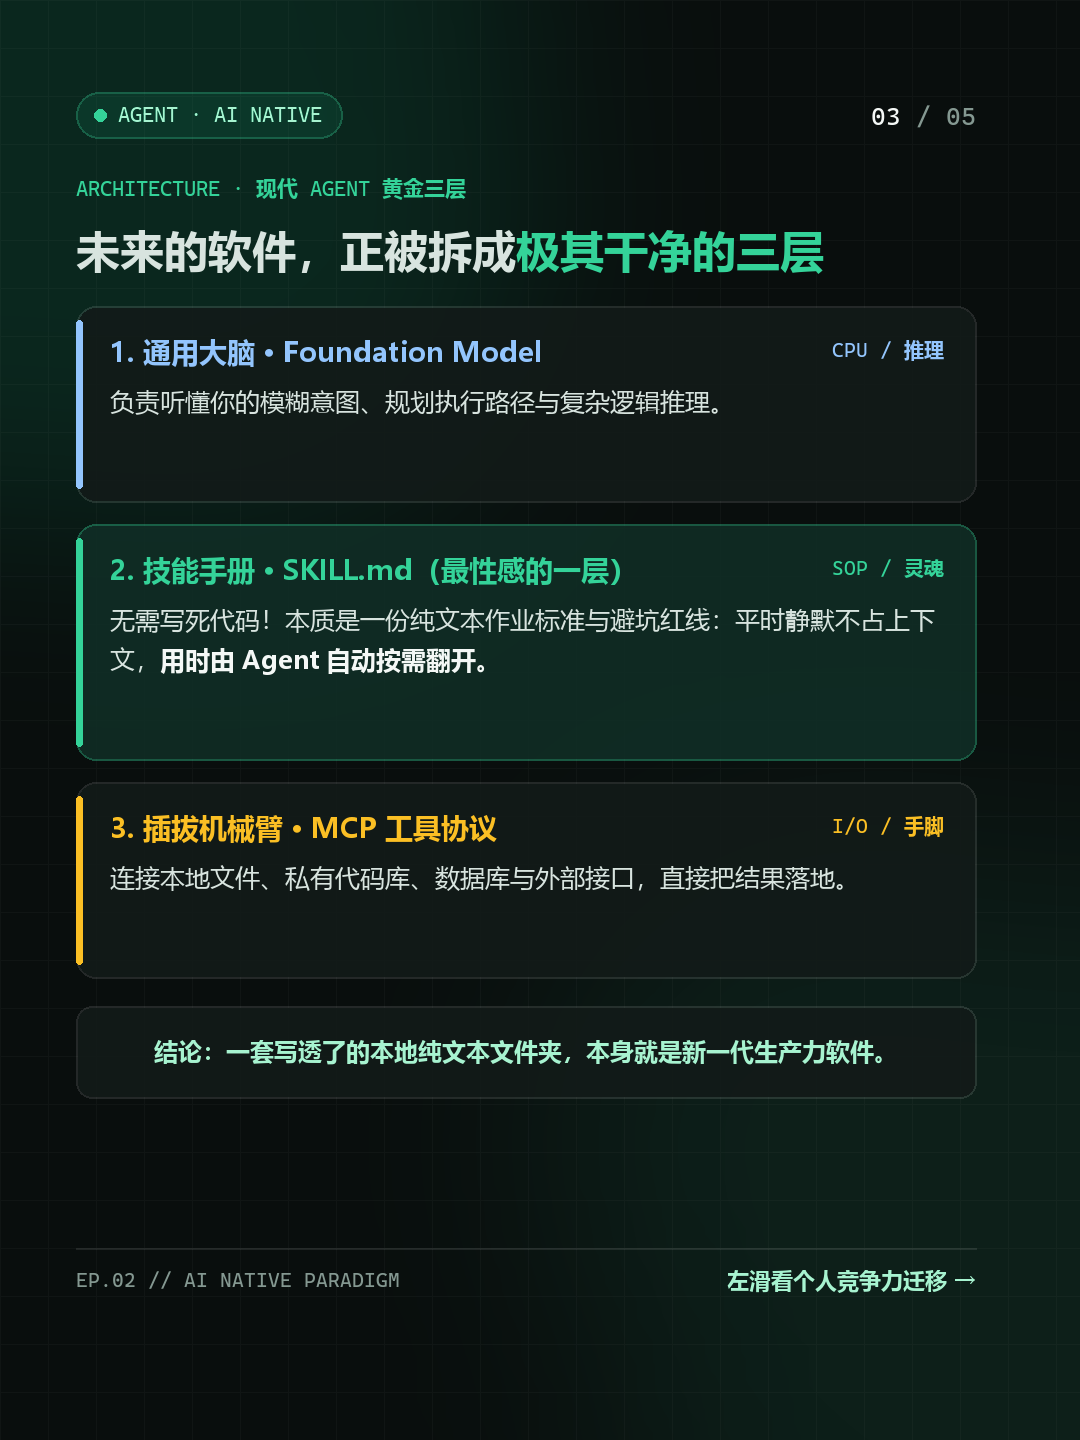 AGENT · AI NATIVE
03 / 05
ARCHITECTURE · 现代 AGENT 黄金三层
未来的软件，正被拆成极其干净的三层
1. 通用大脑 • Foundation Model
CPU / 推理
负责听懂你的模糊意图、规划执行路径与复杂逻辑推理。
2. 技能手册 • SKILL.md（最性感的一层）
SOP / 灵魂
无需写死代码！本质是一份纯文本作业标准与避坑红线：平时静默不占上下
文，用时由 Agent 自动按需翻开。
3. 插拔机械臂 • MCP 工具协议
I/O / 手脚
连接本地文件、私有代码库、数据库与外部接口，直接把结果落地。
结论：一套写透了的本地纯文本文件夹，本身就是新一代生产力软件。
EP.02 // AI NATIVE PARADIGM
左滑看个人竞争力迁移 →